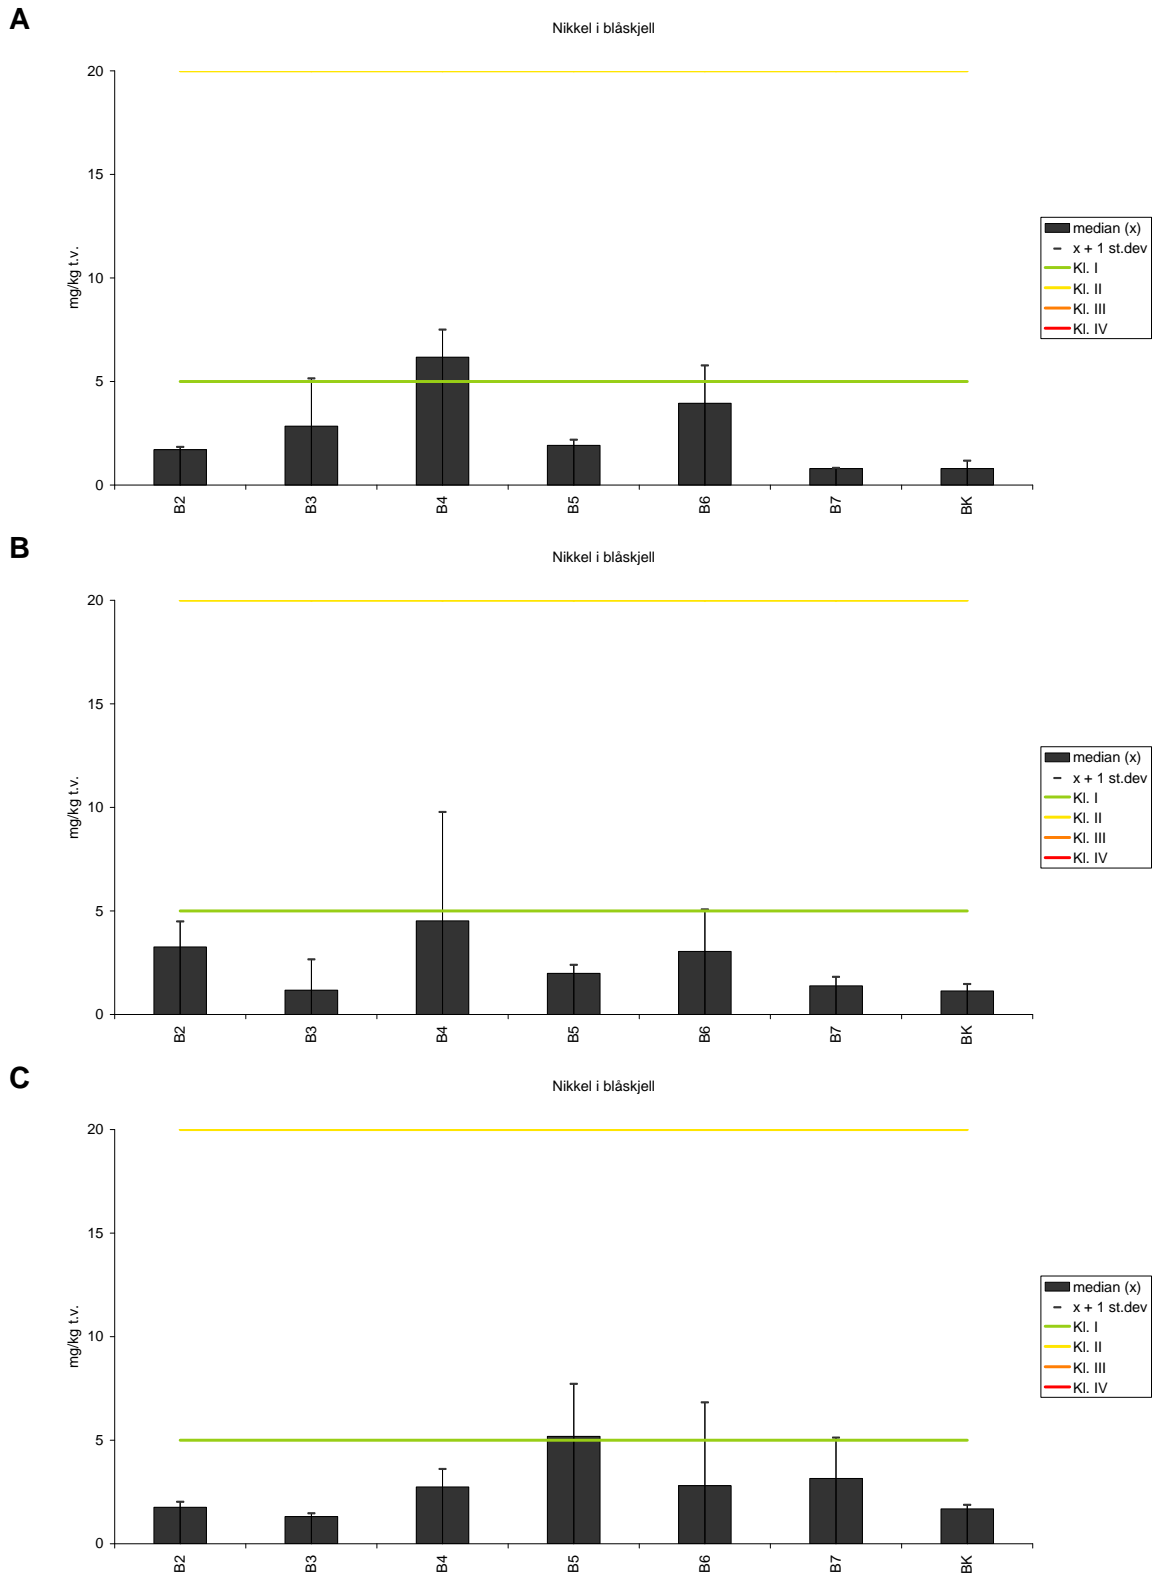 A
Nikkel i blåskjell
20
15
10
5
0
mg/kg t.v.
B2
B3
B4
B5
B6
B7
BK
median (x)
x + 1 st.dev
Kl. I
Kl. II
Kl. III
Kl. IV
B
Nikkel i blåskjell
20
15
10
5
0
mg/kg t.v.
B2
B3
B4
B5
B6
B7
BK
median (x)
x + 1 st.dev
Kl. I
Kl. II
Kl. III
Kl. IV
C
Nikkel i blåskjell
20
15
10
5
0
mg/kg t.v.
B2
B3
B4
B5
B6
B7
BK
median (x)
x + 1 st.dev
Kl. I
Kl. II
Kl. III
Kl. IV